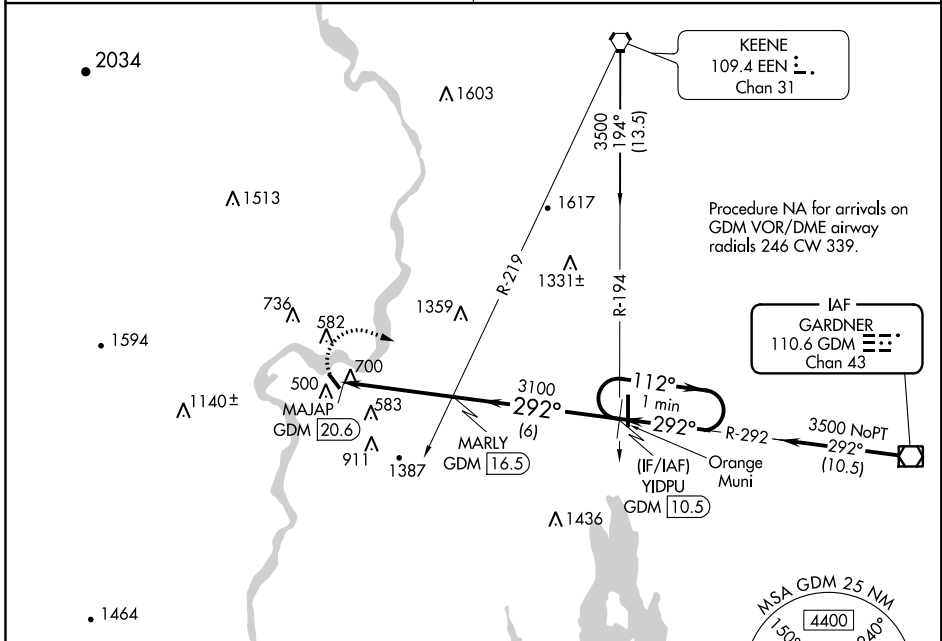 2034
KEENE
109.4 EEN
Chan 31
1603
3500
194°
(13.5)
1513
1617
Procedure NA for arrivals on
GDM VOR/DME airway
radials 246 CW 339.
R-219
1331±
R-194
736
582
1359
IAF
GARDNER
110.6 GDM
Chan 43
1594
700
500
3100
292°
(6)
112°
1 min
292°
R-292
3500 NoPT
292°
(10.5)
1140±
MAJAP
GDM 20.6
583
911
1387
MARLY
GDM 16.5
(IF/IAF)
YIDPU
GDM 10.5
Orange
Muni
1436
1464
MSA GDM 25 NM
4400
150°
240°